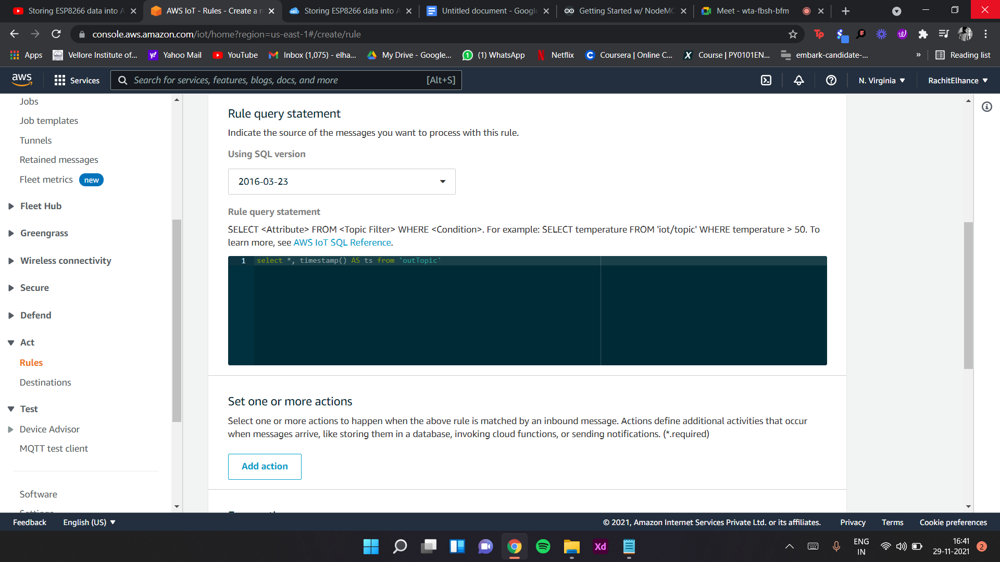 Storing ESP8266 data into A
AWS IoT - Rules - Create a r
Storing ESP8266 data into A
Untitled document - Google
Getting Started w/ NodeMC
Meet - wta-fbsh-bfm
console.aws.amazon.com/iot/home?region=us-east-1#/create/rule
Apps
Vellore Institute of...
Yahoo Mail
YouTube
Inbox (1,075) - elha...
My Drive - Google...
(1) WhatsApp
Netflix
Coursera | Online C...
Course | PY0101EN...
embark-candidate-...
»
Reading list
aws
Services
Search for services, features, blogs, docs, and more
[Alt+S]
N. Virginia
RachitElhance
Jobs
Job templates
Tunnels
Retained messages
Fleet metrics new
Fleet Hub
Greengrass
Wireless connectivity
Secure
Defend
Act
Rules
Destinations
Test
Device Advisor
MQTT test client
Software
Settings
Rule query statement
Indicate the source of the messages you want to process with this rule.
Using SQL version
2016-03-23
Rule query statement
SELECT <Attribute> FROM <Topic Filter> WHERE <Condition>. For example: SELECT temperature FROM 'iot/topic' WHERE temperature > 50. To
learn more, see AWS IoT SQL Reference.
1 select *, timestamp() AS ts from 'outTopic'
Set one or more actions
Select one or more actions to happen when the above rule is matched by an inbound message. Actions define additional activities that occur
when messages arrive, like storing them in a database, invoking cloud functions, or sending notifications. (*.required)
Add action
Feedback
English (US)
© 2021, Amazon Internet Services Private Ltd. or its affiliates.
Privacy
Terms
Cookie preferences
Xd
ENG
IN
16:41
29-11-2021
2